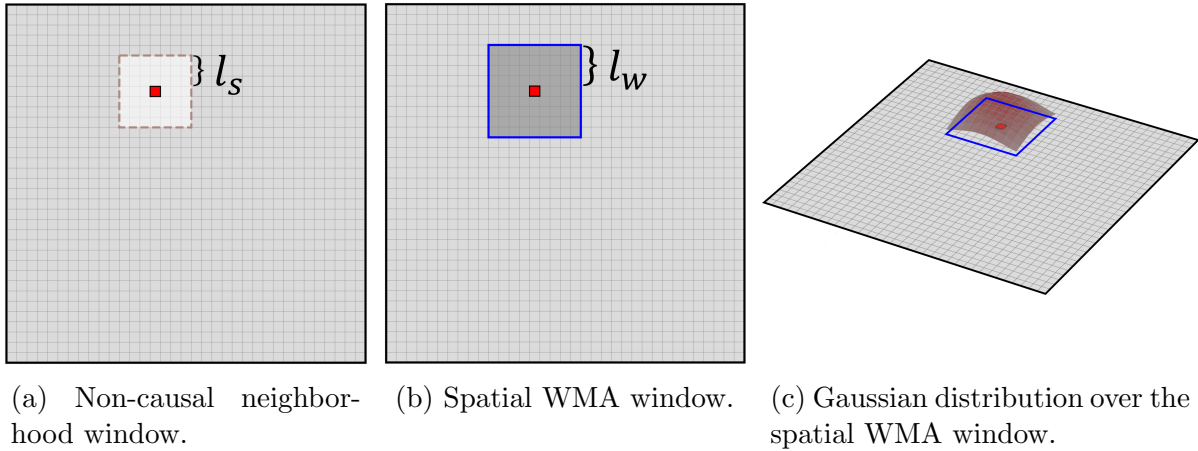 } l_s
} l_w
(a) Non-causal neighbor-
hood window.
(b) Spatial WMA window.
(c) Gaussian distribution over the
spatial WMA window.